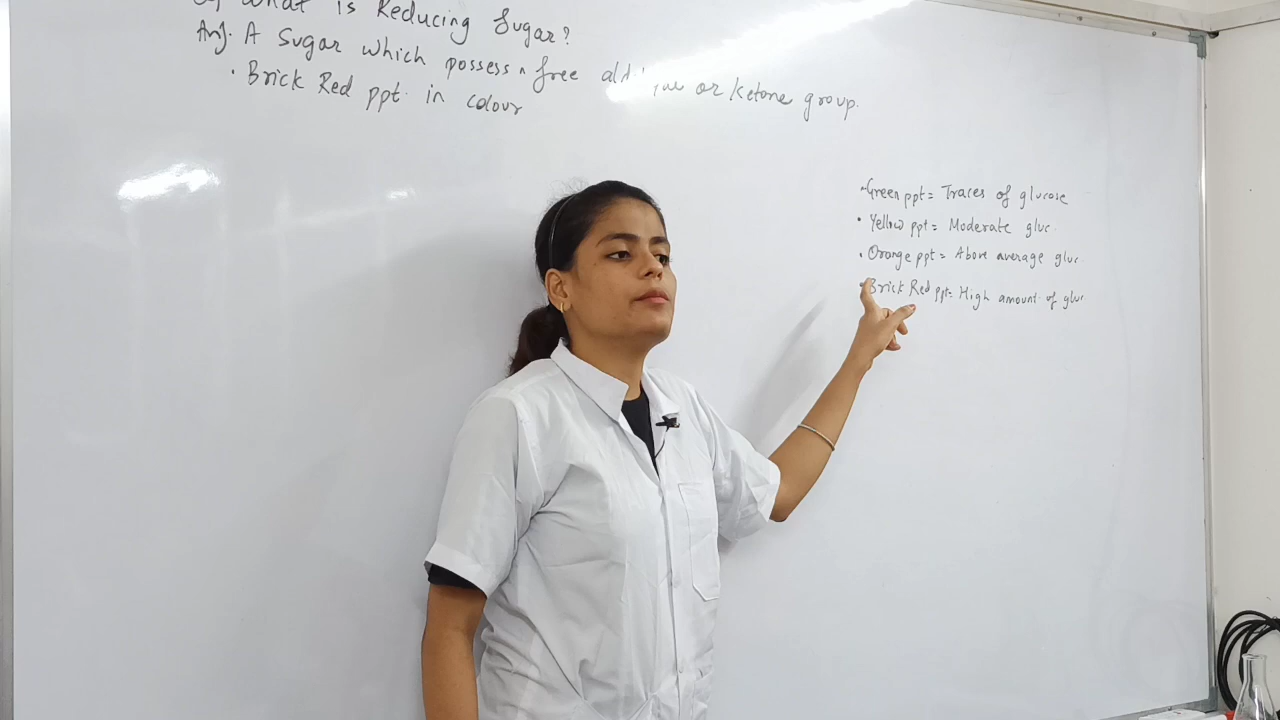 What is Reducing Sugar?
Ans. A Sugar which possess free or Ketone group.
· Brick Red ppt. in colour
· Green ppt = Traces of glucose
· Yellow ppt = Moderate gluc.
· Orange ppt = Above average gluc.
· Brick Red ppt = High amount of gluc